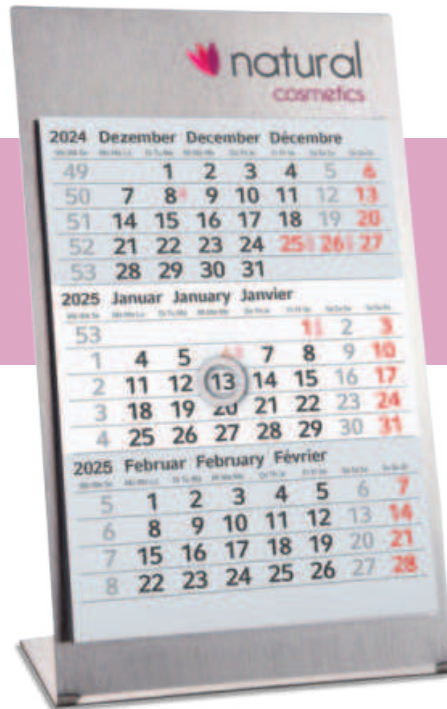 natural
cosmetics
2024 Dezember December Décembre
49 1 2 3 4 5 6
50 7 8 9 10 11 12 13
51 14 15 16 17 18 19 20
52 21 22 23 24 25 26 27
53 28 29 30 31
2025 Januar January Janvier
53 1 2 3
1 4 5 7 8 9 10
2 11 12 13 14 15 16 17
3 18 19 20 21 22 23 24
4 25 26 27 28 29 30 31
2025 Februar February Février
5 1 2 3 4 5 6 7
6 8 9 10 11 12 13 14
7 15 16 17 18 19 20 21
8 22 23 24 25 26 27 28